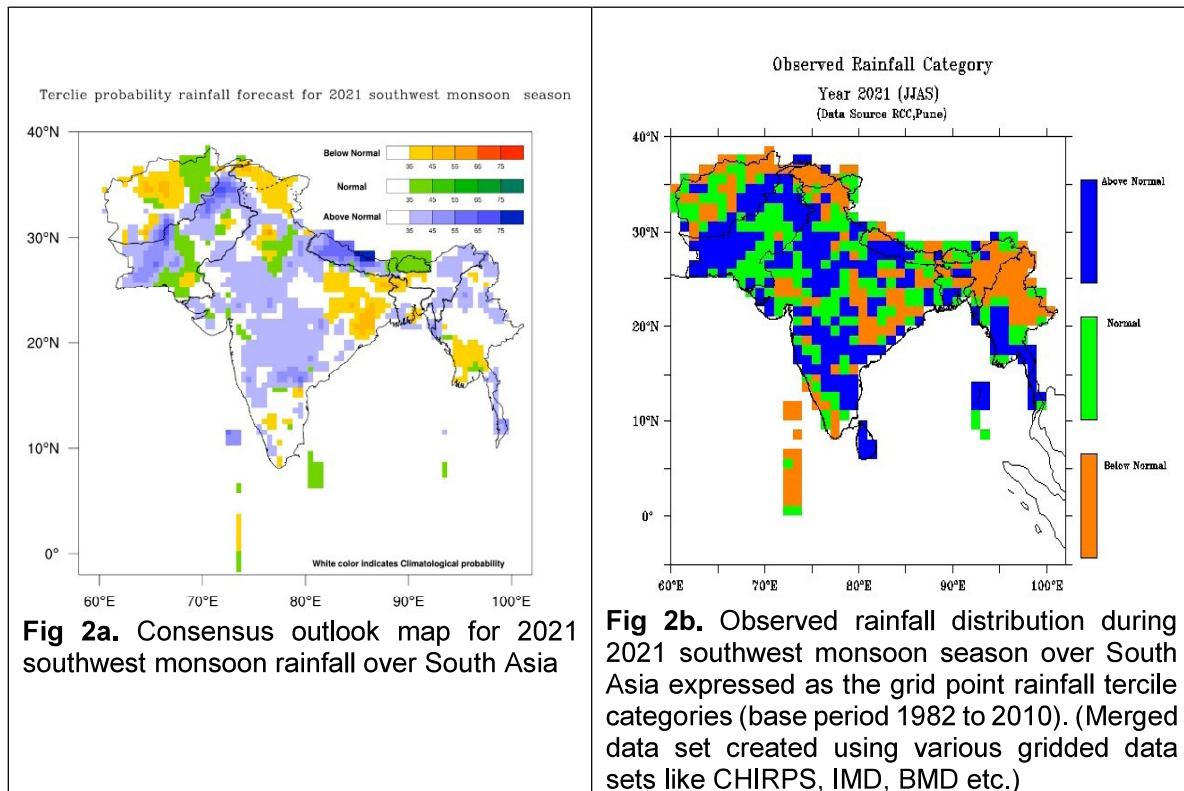 Terclie probability rainfall forecast for 2021 southwest monsoon season
40°N
30°N
20°N
10°N
0°
60°E 70°E 80°E 90°E 100°E
Below Normal
35 45 55 65 75
Normal
35 45 55 65 75
Above Normal
35 45 55 65 75
White color indicates Climatological probability
Fig 2a. Consensus outlook map for 2021
southwest monsoon rainfall over South Asia
Observed Rainfall Category
Year 2021 (JJAS)
(Data Source RCC,Pune)
40°N
30°N
20°N
10°N
0°
60°E 70°E 80°E 90°E 100°E
Above Normal
Normal
Below Normal
Fig 2b. Observed rainfall distribution during
2021 southwest monsoon season over South
Asia expressed as the grid point rainfall tercile
categories (base period 1982 to 2010). (Merged
data set created using various gridded data
sets like CHIRPS, IMD, BMD etc.)